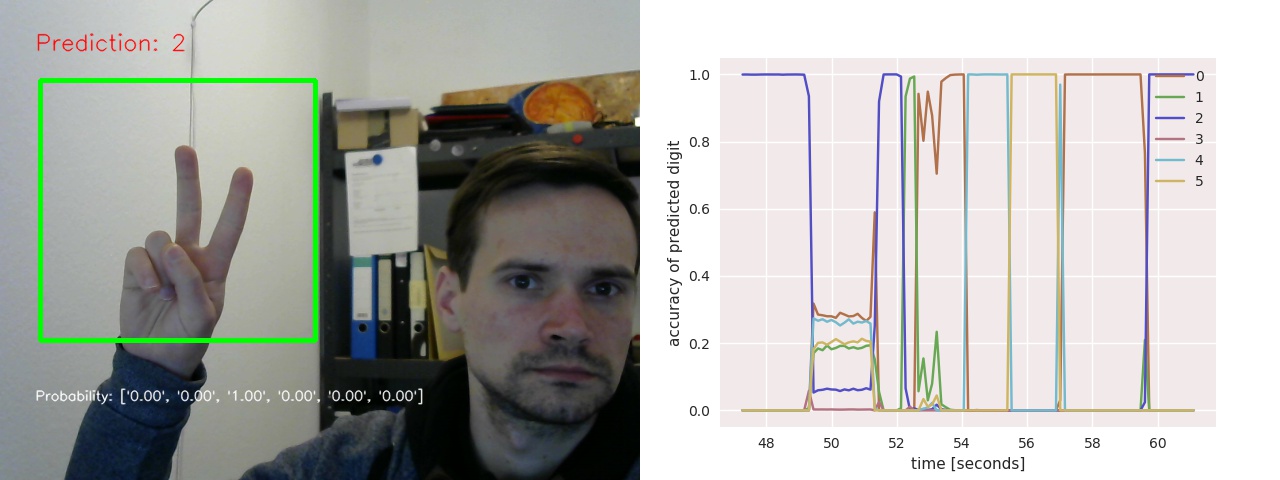 Prediction: 2
Probability: ['0.00', '0.00', '1.00', '0.00', '0.00', '0.00']
accuracy of predicted digit
1.0
0.8
0.6
0.4
0.2
0.0
48 50 52 54 56 58 60
time [seconds]
0
1
2
3
4
5